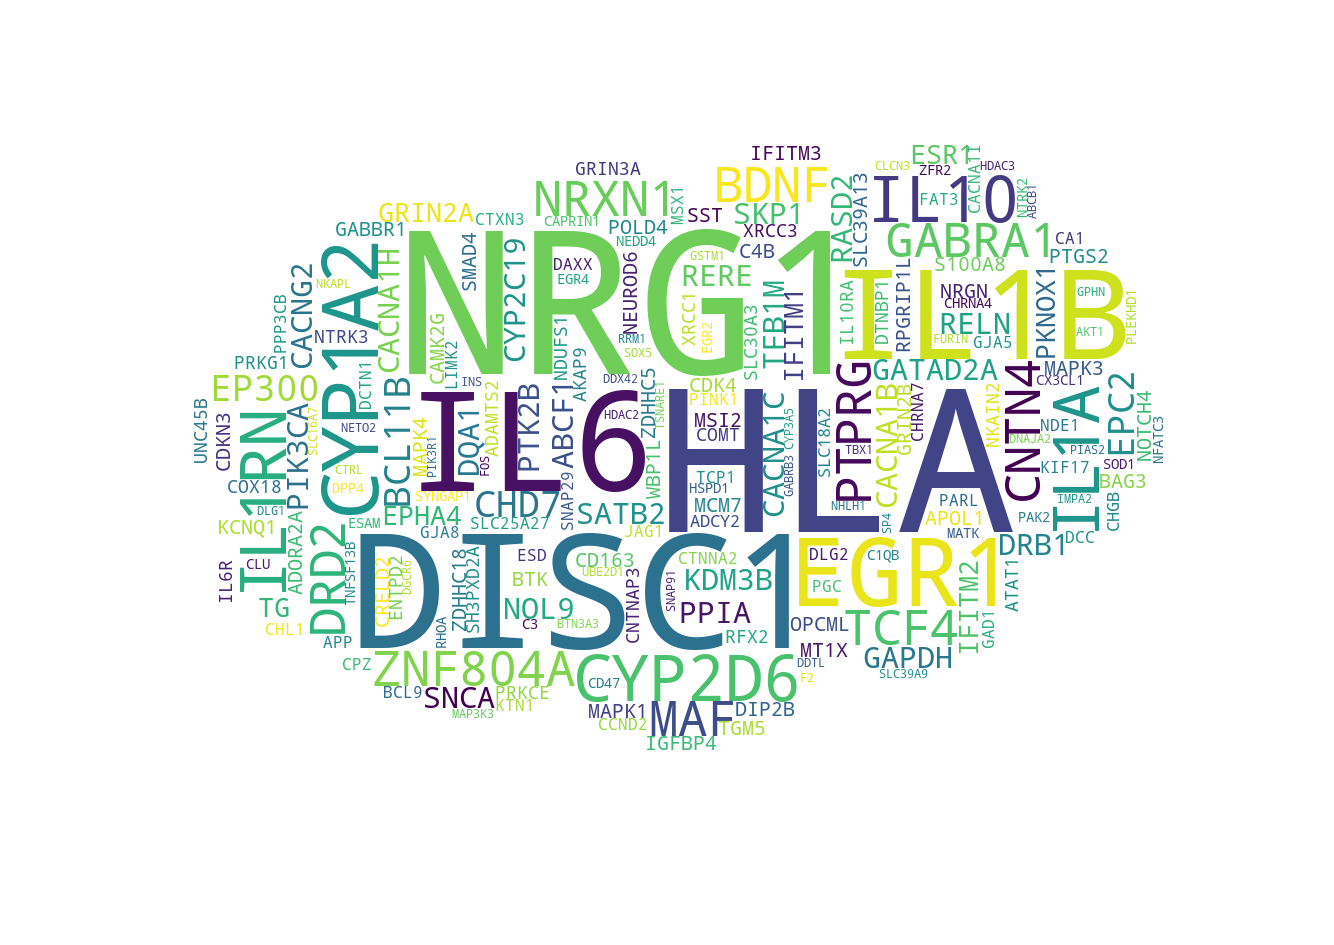 IFITM3
ESR1
CACNA1I
HDAC3
CLCN3
ZFR2
GRIN3A
NRXN1
MSX1
BDNF
IL10
FAT3
NTRK2
ABCB1
GRIN2A
CTXN3
CAPRIN1
POLD4
SST
SKP1
RASD2
SLC39A13
GABBR1
NEDD4
XRCC3
C4B
GABRA1
CA1
PTGS2
SMAD4
NRG1
DAXX
EGR4
NEUROD6
GSTM1
RERE
S100A8
CACNG2
NKAPL
CYP1A2
CACNA1H
CYP2C19
TEB1M
IFITM1
IL10RA
DTNBP1
IL1B
RPGRIP1L
NRGN
CHRNA4
PKNOX1
GPHN
PLEKHD1
PPP3CB
NTRK3
CAMK2G
LIMK2
NDUFS1
RRM1
SOX5
XRCC1
EGR2
SLC30A3
FURIN
RELN
GJA5
AKT1
PRKG1
DCTN1
AKAP9
GATAD2A
MAPK3
CX3CL1
EP300
INS
DDX42
CDK4
PINK1
TSNARE1
ZDHHC5
UNC45B
CDKN3
IL1RN
PIK3CA
SLC16A7
NETO2
BCL11B
MAPK4
PIK3R1
DQA1
FOS
ADAMTS2
IL6
PTK2B
ABCF1
HDAC2
MSI2
COMT
HLA
CACNA1C
CYP3A5
GABRB3
SLC18A2
PTPRG
TBX1
CACNA1B
GRIN2B
CHRNA7
NKAIN2
CNTN4
DNAJA2
NDE1
IL1A
EPC2
PIAS2
NOTCH4
NFATC3
CTRL
DPP4
COX18
DLG1
SYNGAP1
CHD7
SNAP29
WBP1L
TCP1
HSPD1
MCM7
NHLH1
PARL
KIF17
SOD1
IMPA2
BAG3
CHGB
KCNQ1
ADORA2A
ESAM
EPHA4
SLC25A27
SATB2
ADCY2
SP4
APOL1
PAK2
GJA8
JAG1
MATK
DRB1
DCC
IL6R
CLU
DRD2
TNFSF13B
CRELD2
ENTPD2
DGCR6
ZDHHC18
SH3PXD2A
DISC1
ESD
CD163
UBE2D1
CTNNA2
SNAP91
DLG2
EGR1
C1QB
ATAT1
BTK
KDM3B
PGC
TG
NOL9
CNTNAP3
PPIA
IFITM2
GAD1
CHL1
APP
RHOA
C3
BTN3A3
RFX2
OPCML
TCF4
CPZ
ZNF804A
MT1X
GAPDH
DDTL
SLC39A9
BCL9
SNCA
PRKCE
CYP2D6
CD47
F2
MAP3K3
KTN1
MAPK1
CCND2
MAF
DIP2B
TGM5
IGFBP4